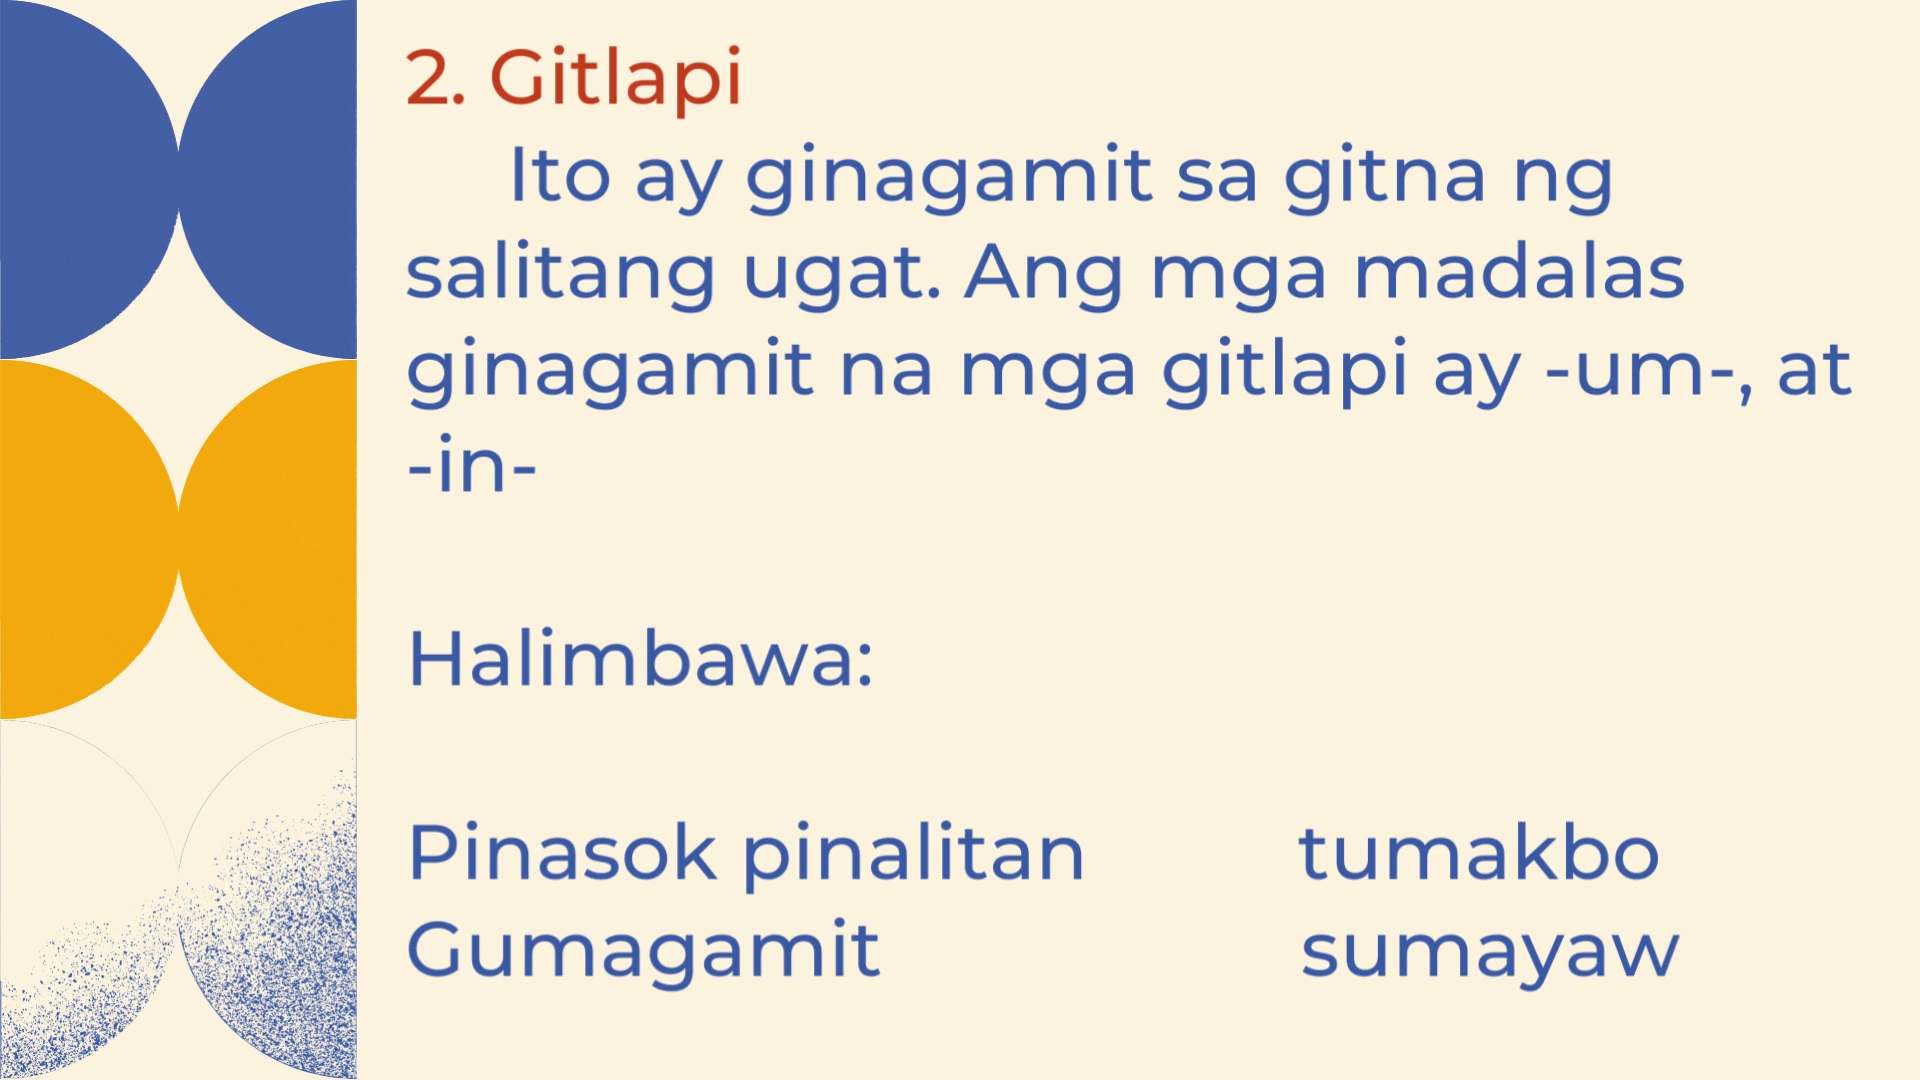 2. Gitlapi
Ito ay ginagamit sa gitna ng
salitang ugat. Ang mga madalas
ginagamit na mga gitlapi ay -um-, at
-in-
Halimbawa:
Pinasok pinalitan tumakbo
Gumagamit sumayaw